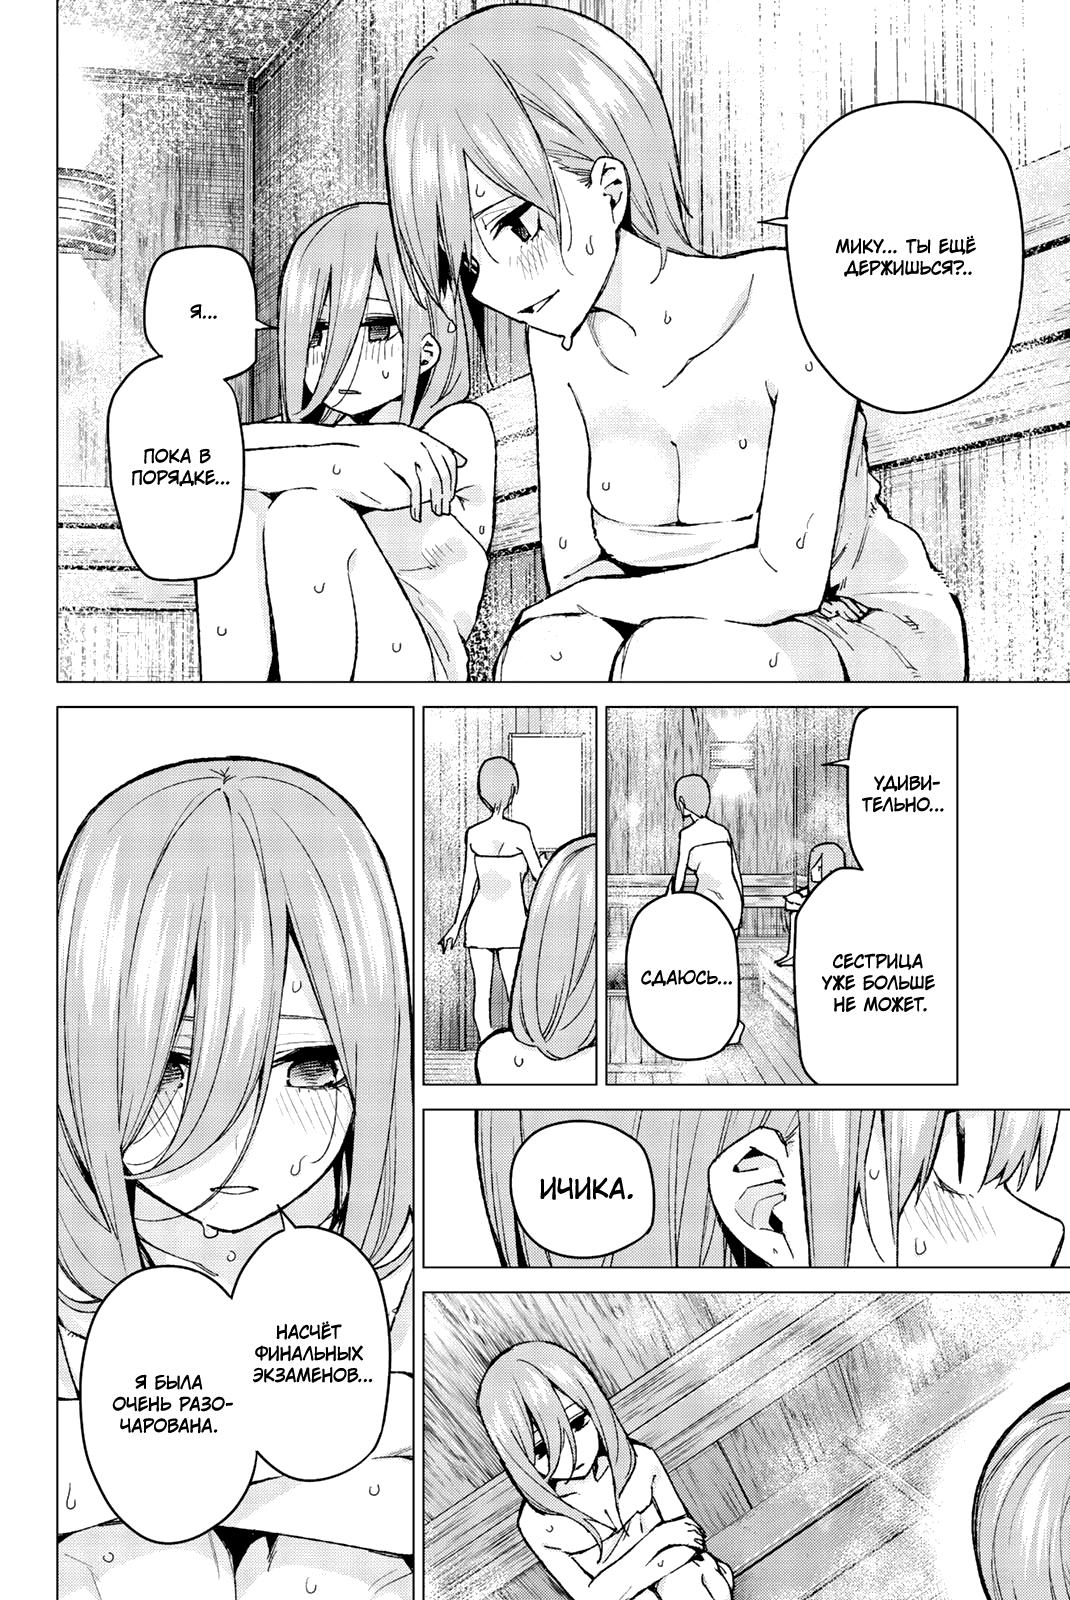 МИКУ... ТЫ ЕЩЁ
ДЕРЖИШЬСЯ?..
Я...
ПОКА В
ПОРЯДКЕ...
УДИВИ-
ТЕЛЬНО...
СЕСТРИЦА
УЖЕ БОЛЬШЕ
НЕ МОЖЕТ.
СДАЮСЬ...
ИЧИКА.
НАСЧЁТ
ФИНАЛЬНЫХ
ЭКЗАМЕНОВ...
Я БЫЛА
ОЧЕНЬ РАЗО-
ЧАРОВАНА.